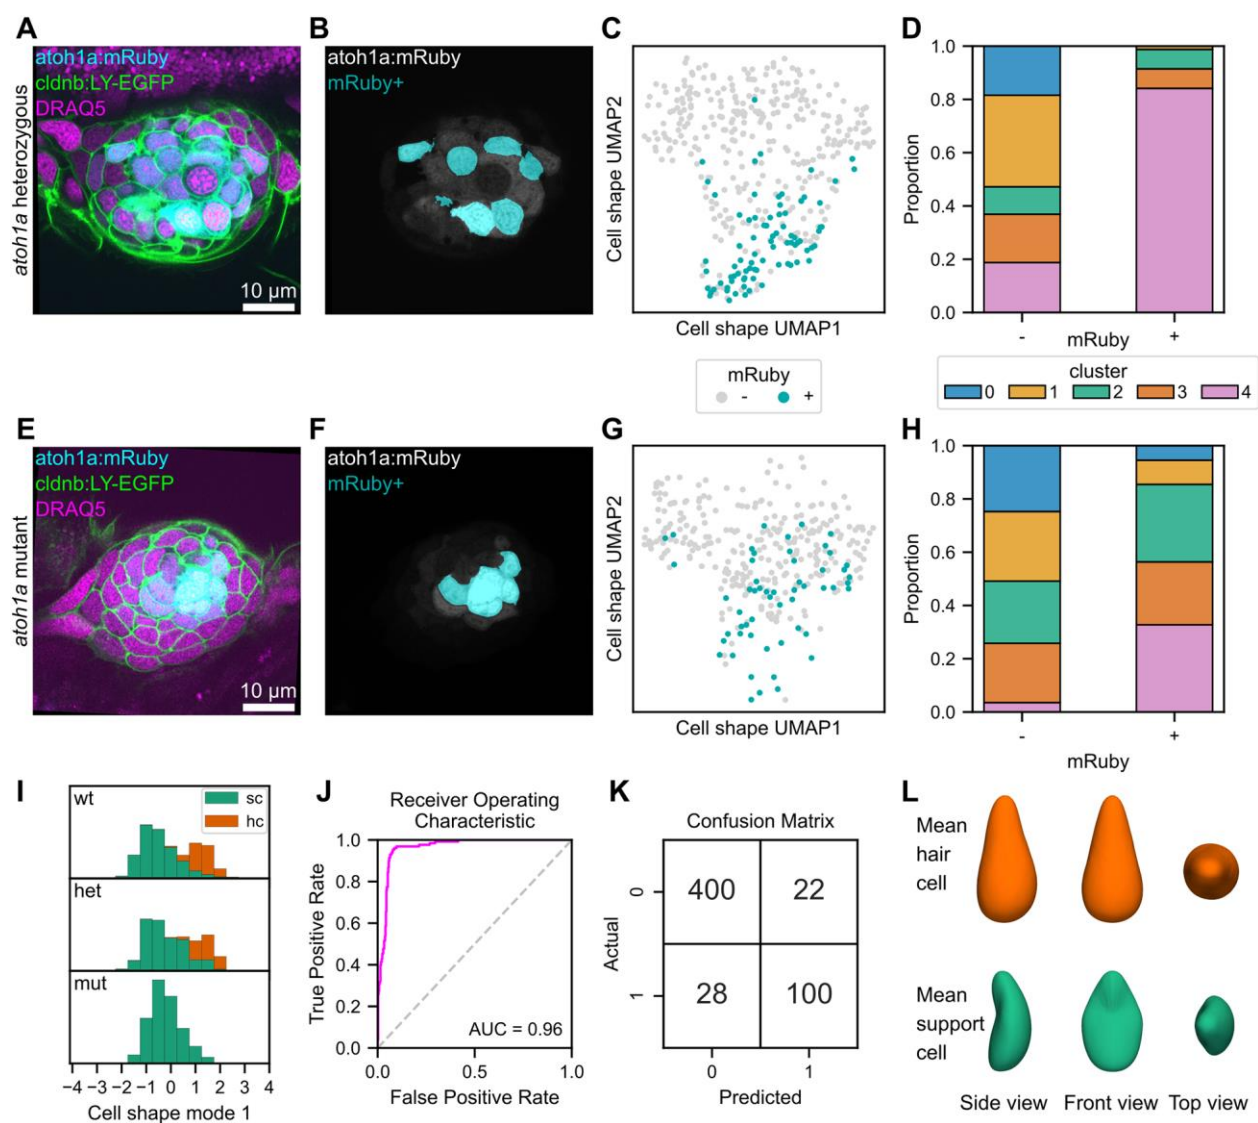 A
atoh1a:mRuby
cldnb:LY-EGFP
DRAQ5
atoh1a heterozygous
10 µm
B
atoh1a:mRuby
mRuby+
C
Cell shape UMAP2
Cell shape UMAP1
mRuby
- +
D
Proportion
1.0
0.8
0.6
0.4
0.2
0.0
- mRuby +
cluster
0 1 2 3 4
E
atoh1a:mRuby
cldnb:LY-EGFP
DRAQ5
atoh1a mutant
10 µm
F
atoh1a:mRuby
mRuby+
G
Cell shape UMAP2
Cell shape UMAP1
H
Proportion
1.0
0.8
0.6
0.4
0.2
0.0
- +
mRuby
I
wt
sc
hc
het
mut
−4 −3 −2 −1 0 1 2 3 4
Cell shape mode 1
J
Receiver Operating
Characteristic
True Positive Rate
1.0
0.8
0.6
0.4
0.2
0.0
AUC = 0.96
0.0 0.5 1.0
False Positive Rate
K
Confusion Matrix
Actual
0
400 22
1
28 100
0 1
Predicted
L
Mean
hair
cell
Mean
support
cell
Side view Front view Top view